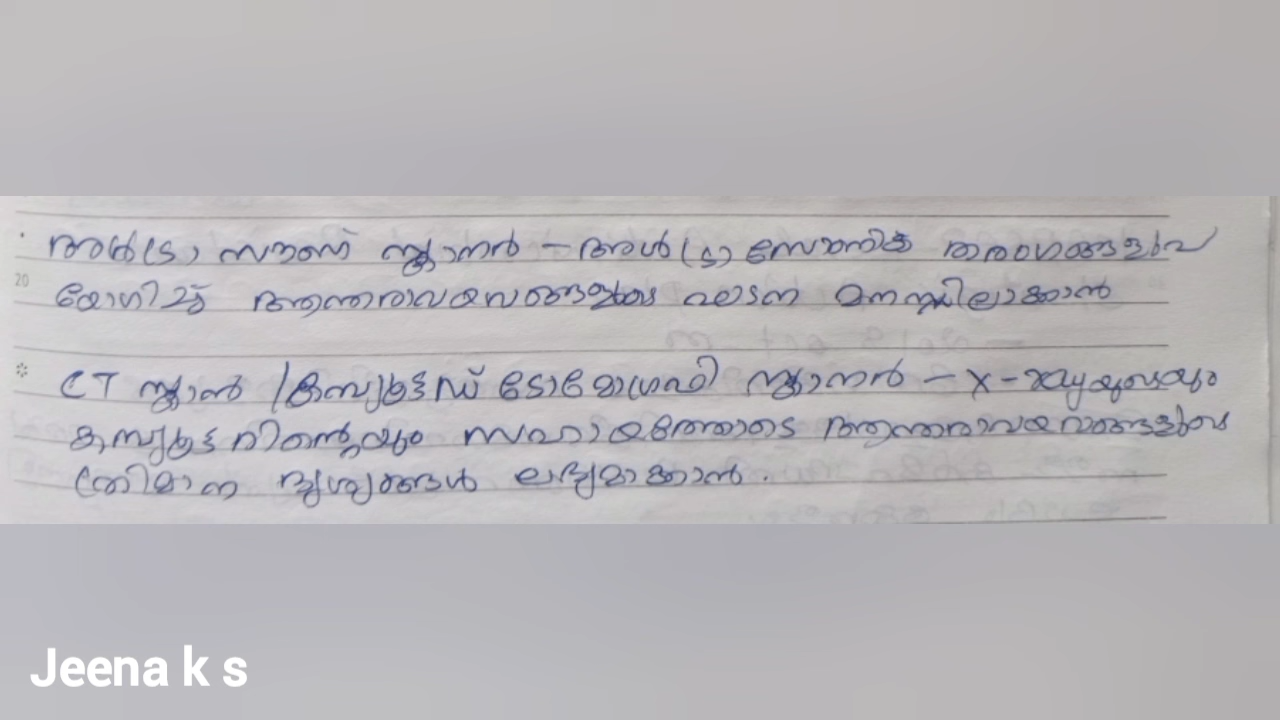 · അൾട്രാ സൗണ്ട് സ്കാനർ – അൾട്രാ സോണിക് തരംഗങ്ങളുപ
20
യോഗിച്ച് ആന്തരാവയവങ്ങളുടെ ഘടന മനസ്സിലാക്കാൻ
CT സ്കാൻ / കമ്പ്യൂട്ടഡ് ടോമോഗ്രഫി സ്കാനർ – X-റേയുടെയും
കമ്പ്യൂട്ടറിന്റെയും സഹായത്തോടെ ആന്തരാവയവങ്ങളുടെ
ത്രിമാന ദൃശ്യങ്ങൾ ലഭ്യമാക്കാൻ.
Jeena k s